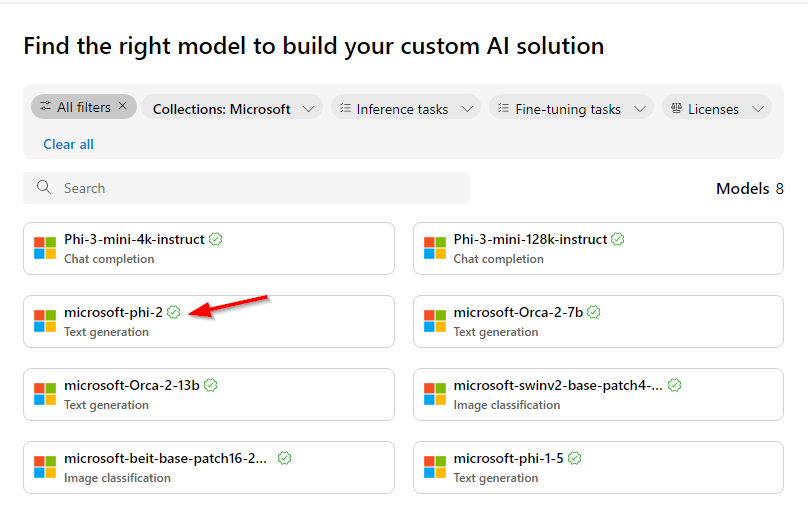 Find the right model to build your custom AI solution
All filters
Collections: Microsoft
Inference tasks
Fine-tuning tasks
Licenses
Clear all
Search
Models 8
Phi-3-mini-4k-instruct
Chat completion
Phi-3-mini-128k-instruct
Chat completion
microsoft-phi-2
Text generation
microsoft-Orca-2-7b
Text generation
microsoft-Orca-2-13b
Text generation
microsoft-swinv2-base-patch4-...
Image classification
microsoft-beit-base-patch16-2...
Image classification
microsoft-phi-1-5
Text generation